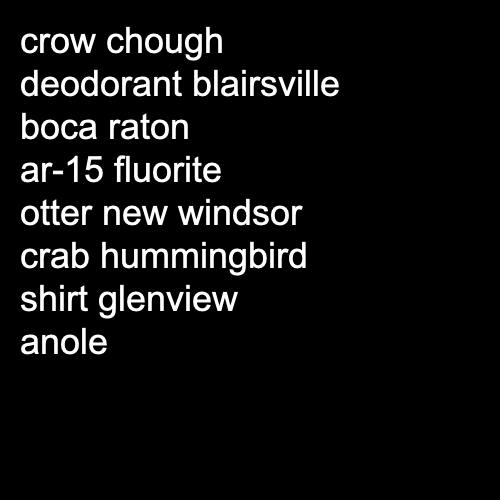 crow chough
deodorant blairsville
boca raton
ar-15 fluorite
otter new windsor
crab hummingbird
shirt glenview
anole